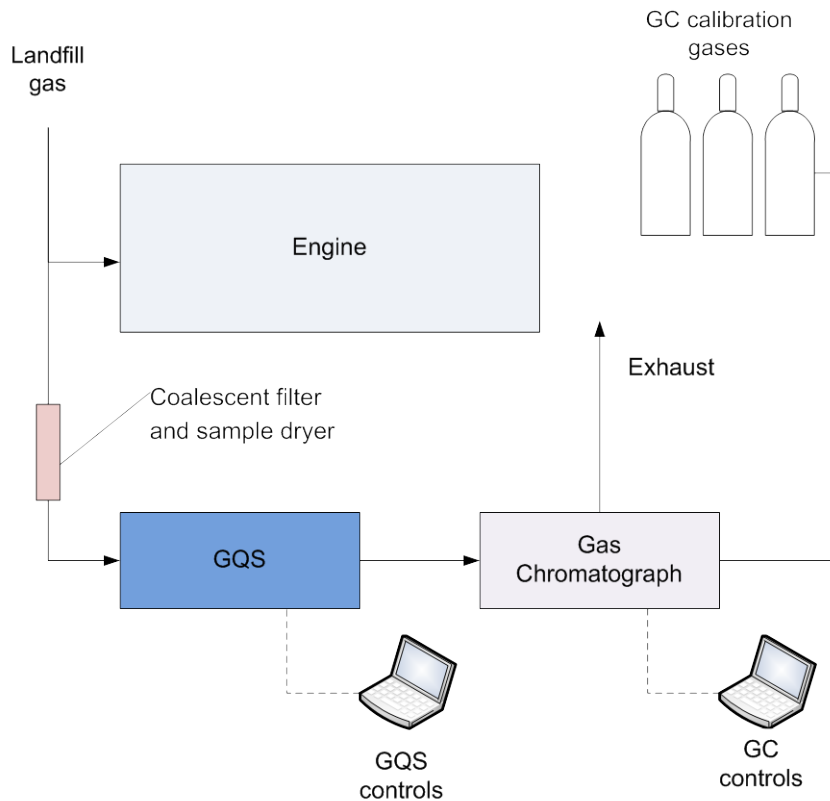 GC calibration
gases
Landfill
gas
Engine
Exhaust
Coalescent filter
and sample dryer
GQS
Gas
Chromatograph
GQS
controls
GC
controls